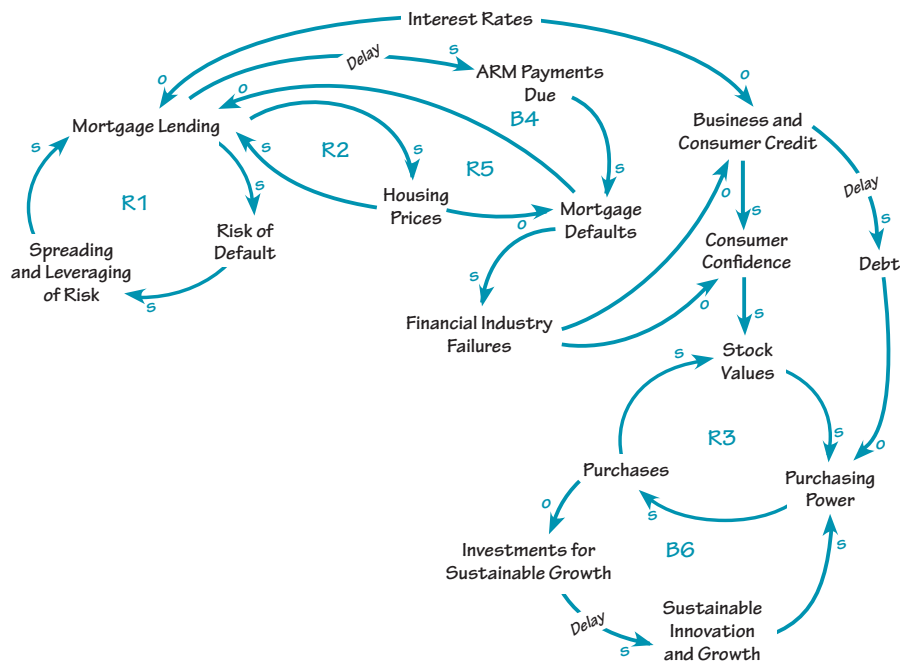 Interest Rates
Delay
s
ARM Payments
Due
o
o
o
Mortgage Lending
B4
Business and
Consumer Credit
s
s
R2
s
s
R5
s
Delay
R1
Housing
Prices
o
s
o
Mortgage
Defaults
s
s
Risk of
Default
Spreading
and Leveraging
of Risk
s
Consumer
Confidence
Debt
s
o
Financial Industry
Failures
s
Stock
Values
s
R3
s
o
Purchases
Purchasing
Power
o
s
s
Investments for
Sustainable Growth
B6
Delay
s
Sustainable
Innovation
and Growth